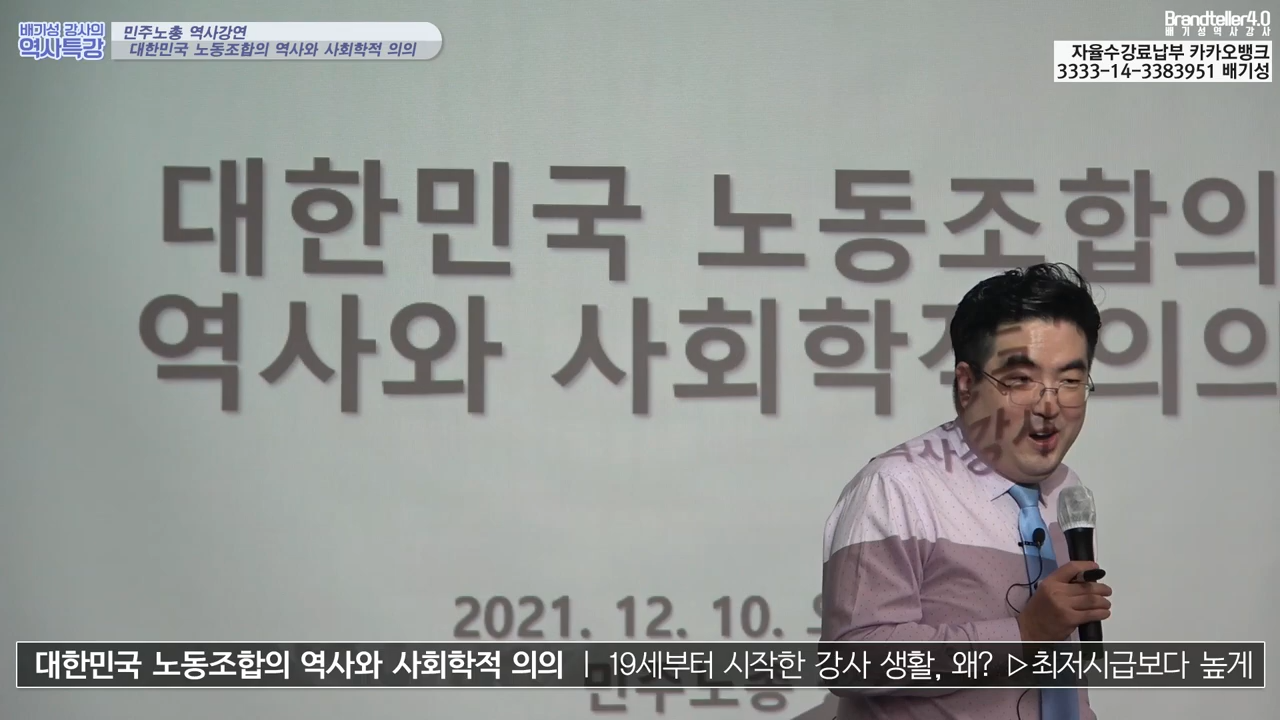 배기성 강사의
역사특강
민주노총 역사강연
대한민국 노동조합의 역사와 사회학적 의의
Brandteller4.0
배기성역사강사
자율수강료납부 카카오뱅크
3333-14-3383951 배기성
대한민국 노동조합의
역사와 사회학적 의의
2021. 12. 10.
민주노총
대한민국 노동조합의 역사와 사회학적 의의 | 19세부터 시작한 강사 생활, 왜? ▷최저시급보다 높게